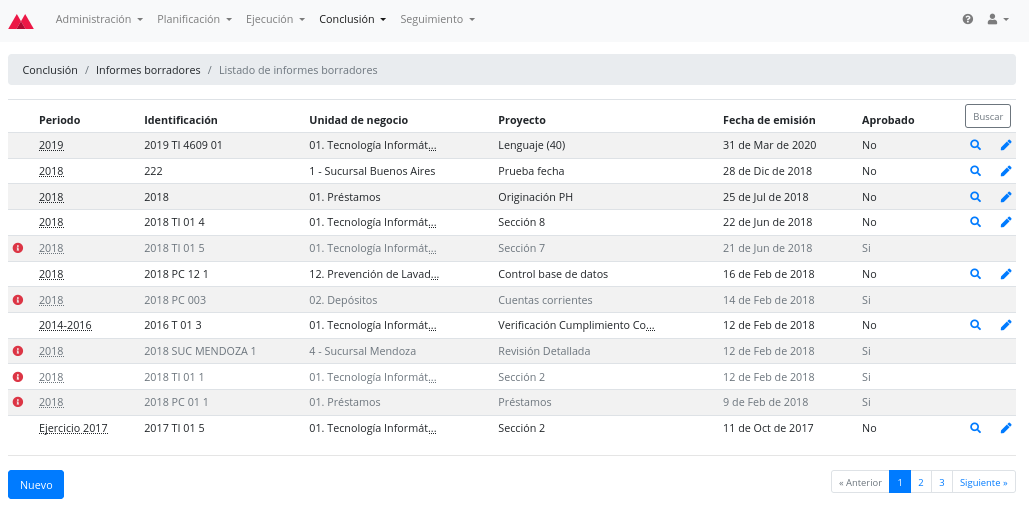 Administración Planificación Ejecución Conclusión Seguimiento
Conclusión / Informes borradores / Listado de informes borradores
Periodo Identificación Unidad de negocio Proyecto Fecha de emisión Aprobado Buscar
2019 2019 TI 4609 01 01. Tecnología Informát... Lenguaje (40) 31 de Mar de 2020 No
2018 222 1 - Sucursal Buenos Aires Prueba fecha 28 de Dic de 2018 No
2018 2018 01. Préstamos Originación PH 25 de Jul de 2018 No
2018 2018 TI 01 4 01. Tecnología Informát... Sección 8 22 de Jun de 2018 No
2018 2018 TI 01 5 01. Tecnología Informát... Sección 7 21 de Jun de 2018 Si
2018 2018 PC 12 1 12. Prevención de Lavad... Control base de datos 16 de Feb de 2018 No
2018 2018 PC 003 02. Depósitos Cuentas corrientes 14 de Feb de 2018 Si
2014-2016 2016 T 01 3 01. Tecnología Informát... Verificación Cumplimiento Co... 12 de Feb de 2018 No
2018 2018 SUC MENDOZA 1 4 - Sucursal Mendoza Revisión Detallada 12 de Feb de 2018 Si
2018 2018 TI 01 1 01. Tecnología Informát... Sección 2 12 de Feb de 2018 Si
2018 2018 PC 01 1 01. Préstamos Préstamos 9 de Feb de 2018 Si
Ejercicio 2017 2017 TI 01 5 01. Tecnología Informát... Sección 2 11 de Oct de 2017 No
Nuevo « Anterior 1 2 3 Siguiente »